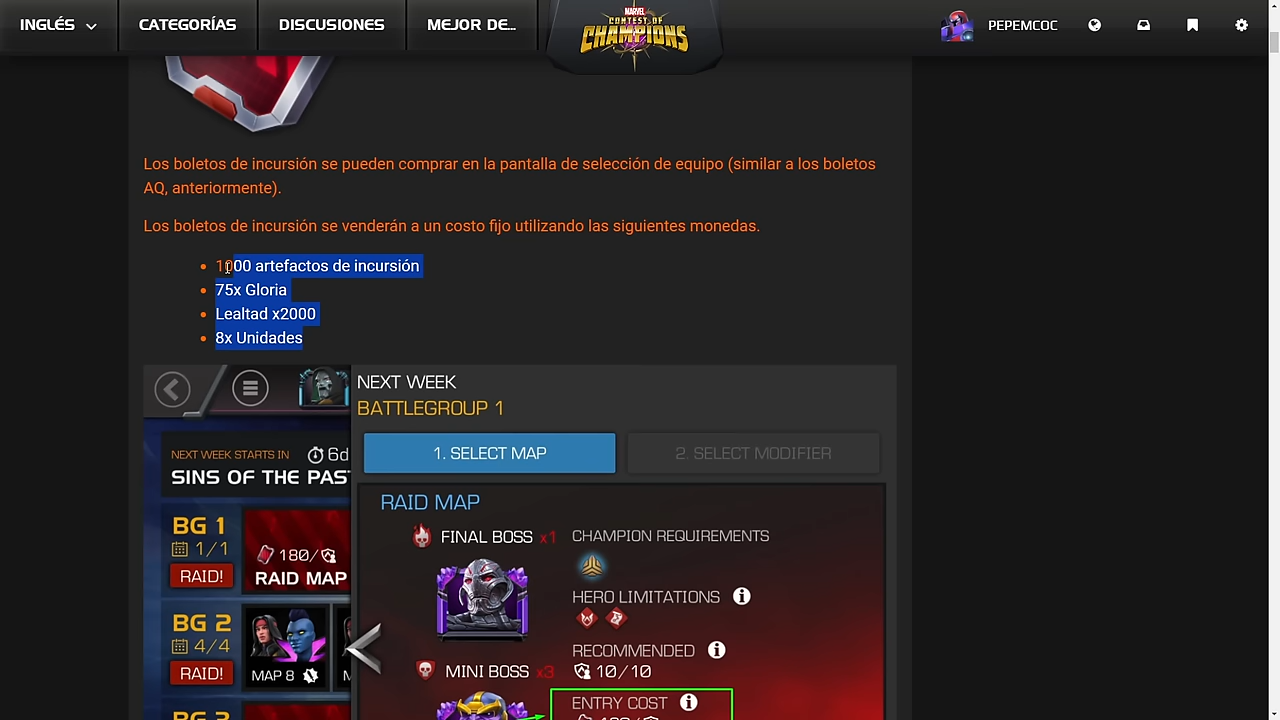 INGLÉS CATEGORÍAS DISCUSIONES MEJOR DE... MARVEL CONTEST OF CHAMPIONS PEPEMCOC
Los boletos de incursión se pueden comprar en la pantalla de selección de equipo (similar a los boletos
AQ, anteriormente).
Los boletos de incursión se venderán a un costo fijo utilizando las siguientes monedas.
1000 artefactos de incursión
75x Gloria
Lealtad x2000
8x Unidades
NEXT WEEK
BATTLEGROUP 1
NEXT WEEK STARTS IN 6d
SINS OF THE PAST
1. SELECT MAP
2. SELECT MODIFIER
RAID MAP
BG 1
1/1
RAID!
180/
RAID MAP
FINAL BOSS x1
CHAMPION REQUIREMENTS
HERO LIMITATIONS
BG 2
4/4
RAID!
MAP 8
RECOMMENDED
10/10
MINI BOSS x3
ENTRY COST